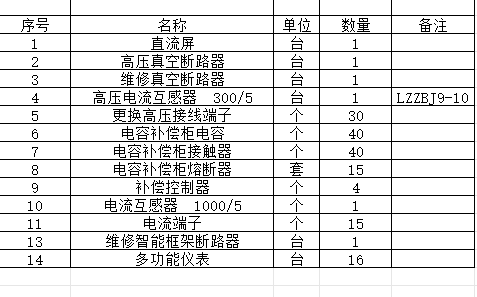 序号 名称 单位 数量 备注
1 直流屏 台 1
2 高压真空断路器 台 1
3 维修真空断路器 台 1
4 高压电流互感器 300/5 台 1 LZZBJ9-10
5 更换高压接线端子 个 30
6 电容补偿柜电容 个 40
7 电容补偿柜接触器 个 40
8 电容补偿柜熔断器 套 15
9 补偿控制器 个 4
10 电流互感器 1000/5 个 1
11 电流端子 个 15
13 维修智能框架断路器 台 1
14 多功能仪表 台 16